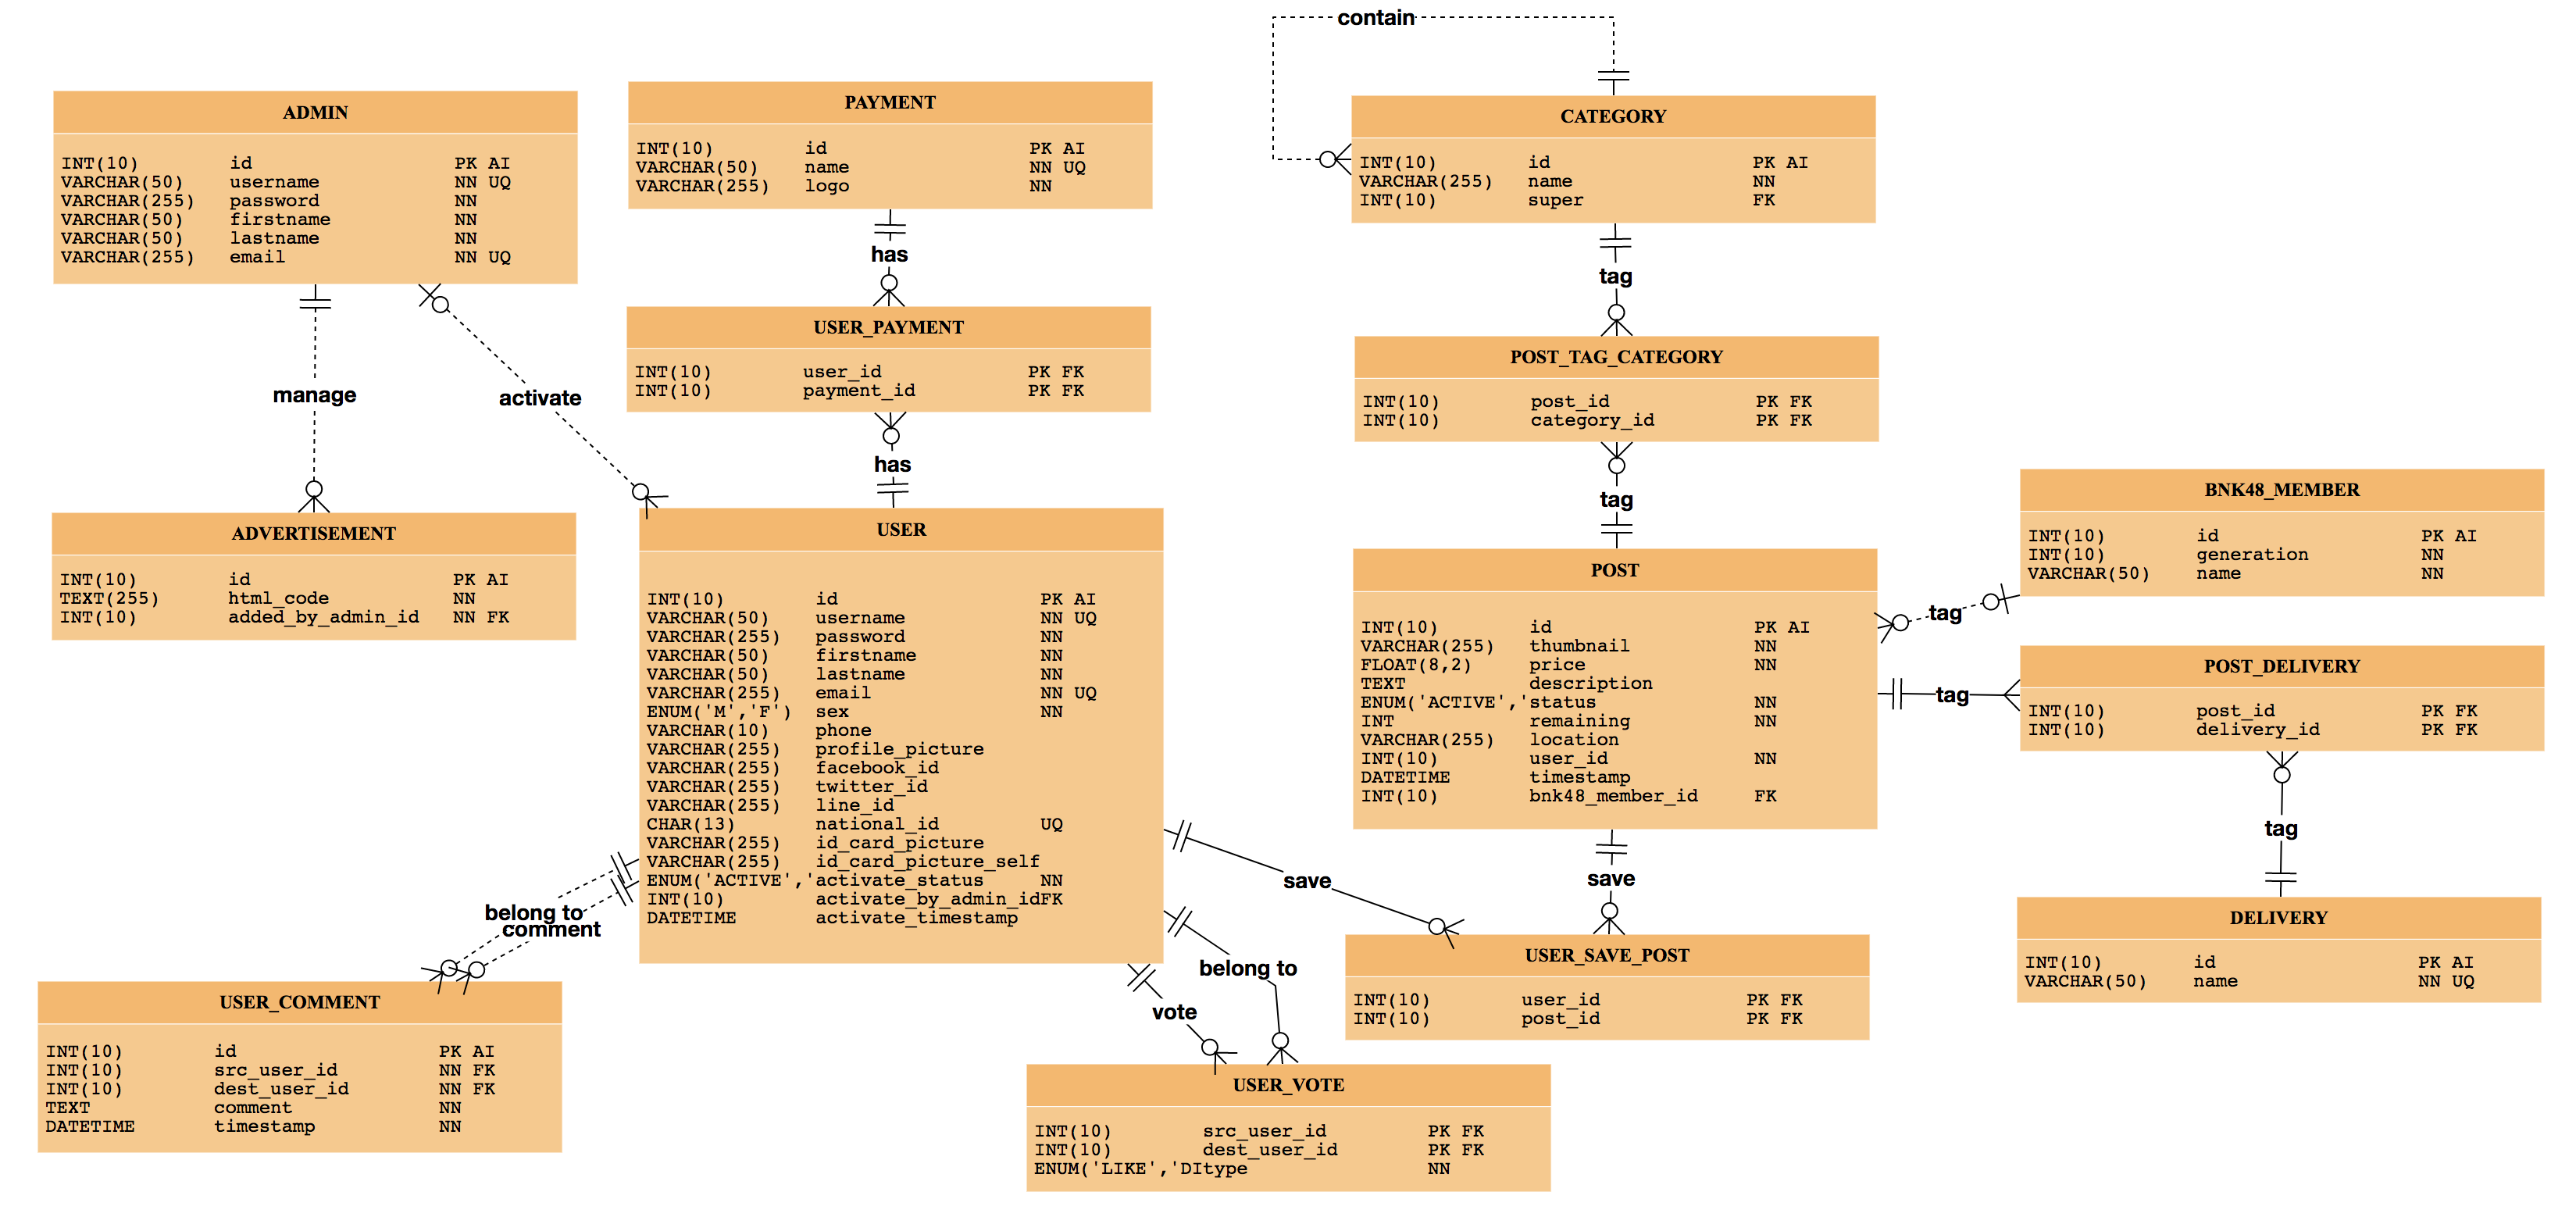 contain
ADMIN
INT(10) id PK AI
VARCHAR(50) username NN UQ
VARCHAR(255) password NN
VARCHAR(50) firstname NN
VARCHAR(50) lastname NN
VARCHAR(255) email NN UQ
PAYMENT
INT(10) id PK AI
VARCHAR(50) name NN UQ
VARCHAR(255) logo NN
CATEGORY
INT(10) id PK AI
VARCHAR(255) name NN
INT(10) super FK
has
tag
USER_PAYMENT
INT(10) user_id PK FK
INT(10) payment_id PK FK
POST_TAG_CATEGORY
INT(10) post_id PK FK
INT(10) category_id PK FK
manage
activate
has
tag
ADVERTISEMENT
INT(10) id PK AI
TEXT(255) html_code NN
INT(10) added_by_admin_id NN FK
USER
INT(10) id PK AI
VARCHAR(50) username NN UQ
VARCHAR(255) password NN
VARCHAR(50) firstname NN
VARCHAR(50) lastname NN
VARCHAR(255) email NN UQ
ENUM('M','F') sex NN
VARCHAR(10) phone
VARCHAR(255) profile_picture
VARCHAR(255) facebook_id
VARCHAR(255) twitter_id
VARCHAR(255) line_id
CHAR(13) national_id UQ
VARCHAR(255) id_card_picture
VARCHAR(255) id_card_picture_self
ENUM('ACTIVE','activate_status NN
INT(10) activate_by_admin_idFK
DATETIME activate_timestamp
POST
INT(10) id PK AI
VARCHAR(255) thumbnail NN
FLOAT(8,2) price NN
TEXT description
ENUM('ACTIVE','status NN
INT remaining NN
VARCHAR(255) location
INT(10) user_id NN
DATETIME timestamp
INT(10) bnk48_member_id FK
BNK48_MEMBER
INT(10) id PK AI
INT(10) generation NN
VARCHAR(50) name NN
tag
POST_DELIVERY
INT(10) post_id PK FK
INT(10) delivery_id PK FK
tag
tag
DELIVERY
INT(10) id PK AI
VARCHAR(50) name NN UQ
save
save
belong to
comment
belong to
vote
USER_SAVE_POST
INT(10) user_id PK FK
INT(10) post_id PK FK
USER_COMMENT
INT(10) id PK AI
INT(10) src_user_id NN FK
INT(10) dest_user_id NN FK
TEXT comment NN
DATETIME timestamp NN
USER_VOTE
INT(10) src_user_id PK FK
INT(10) dest_user_id PK FK
ENUM('LIKE','DItype NN